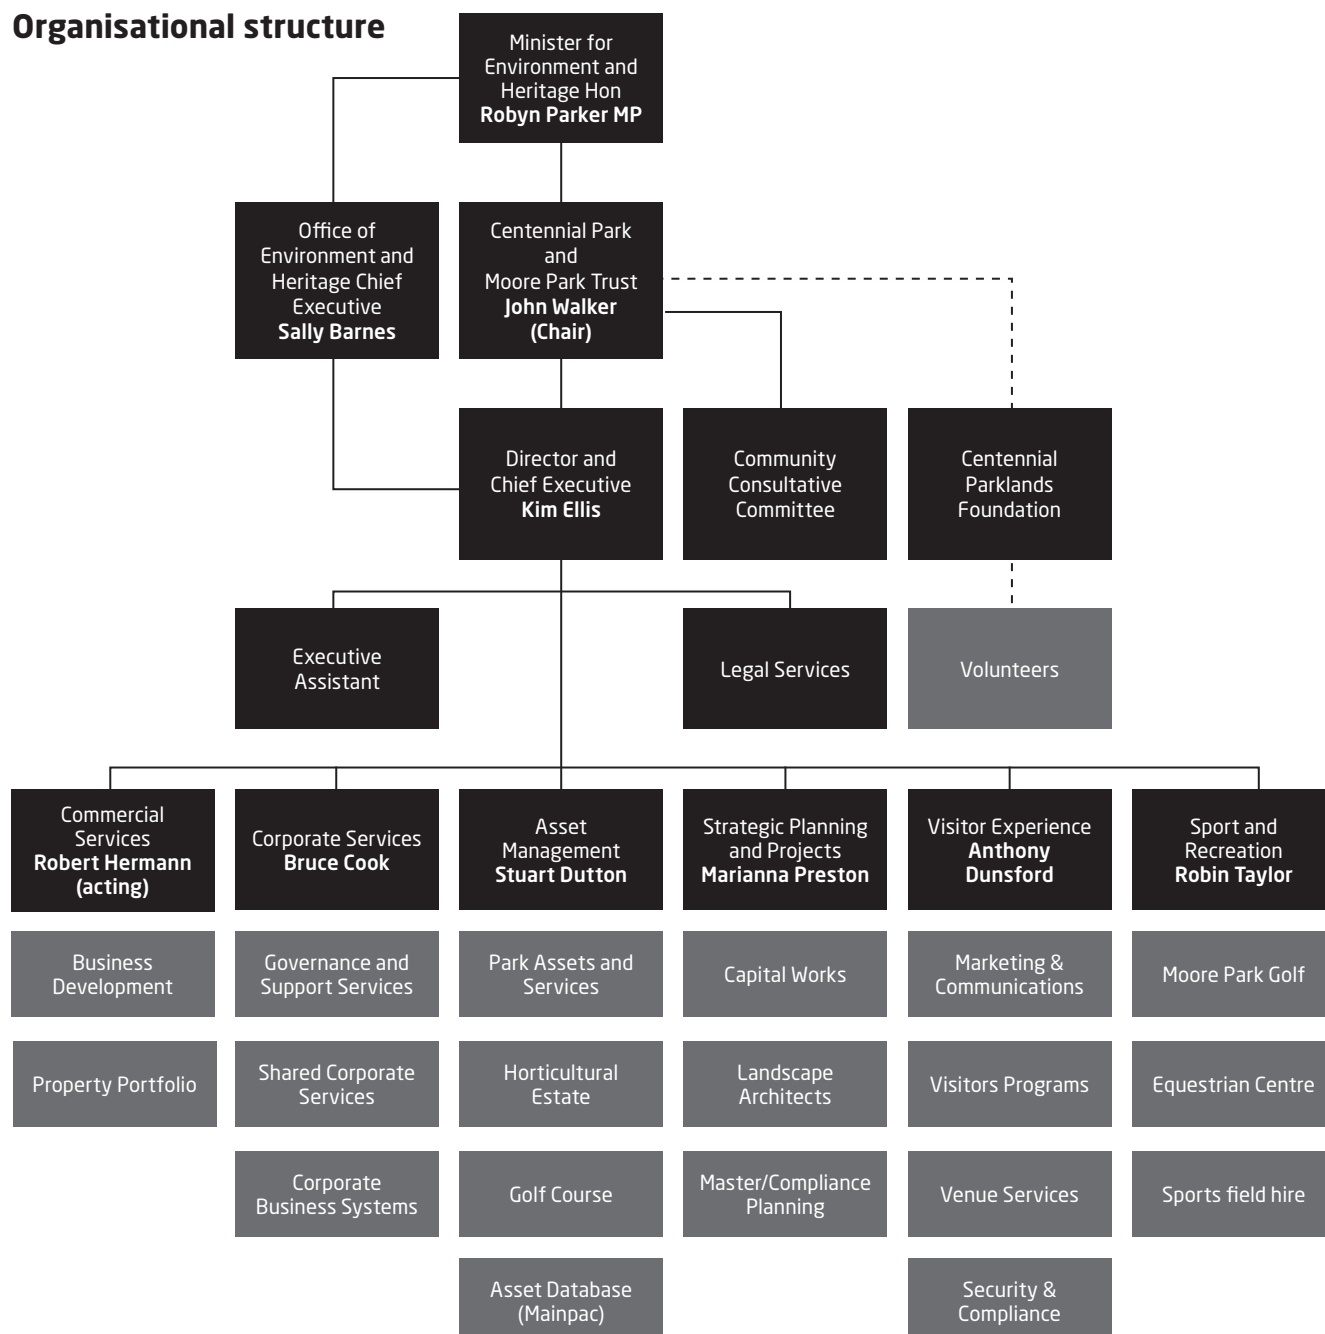 Organisational structure
Minister for
Environment and
Heritage Hon
Robyn Parker MP
Office of
Environment and
Heritage Chief
Executive
Sally Barnes
Centennial Park
and
Moore Park Trust
John Walker
(Chair)
Director and
Chief Executive
Kim Ellis
Community
Consultative
Committee
Centennial
Parklands
Foundation
Executive
Assistant
Legal Services
Volunteers
Commercial
Services
Robert Hermann
(acting)
Corporate Services
Bruce Cook
Asset
Management
Stuart Dutton
Strategic Planning
and Projects
Marianna Preston
Visitor Experience
Anthony
Dunsford
Sport and
Recreation
Robin Taylor
Business
Development
Governance and
Support Services
Park Assets and
Services
Capital Works
Marketing &
Communications
Moore Park Golf
Property Portfolio
Shared Corporate
Services
Horticultural
Estate
Landscape
Architects
Visitors Programs
Equestrian Centre
Corporate
Business Systems
Golf Course
Master/Compliance
Planning
Venue Services
Sports field hire
Asset Database
(Mainpac)
Security &
Compliance